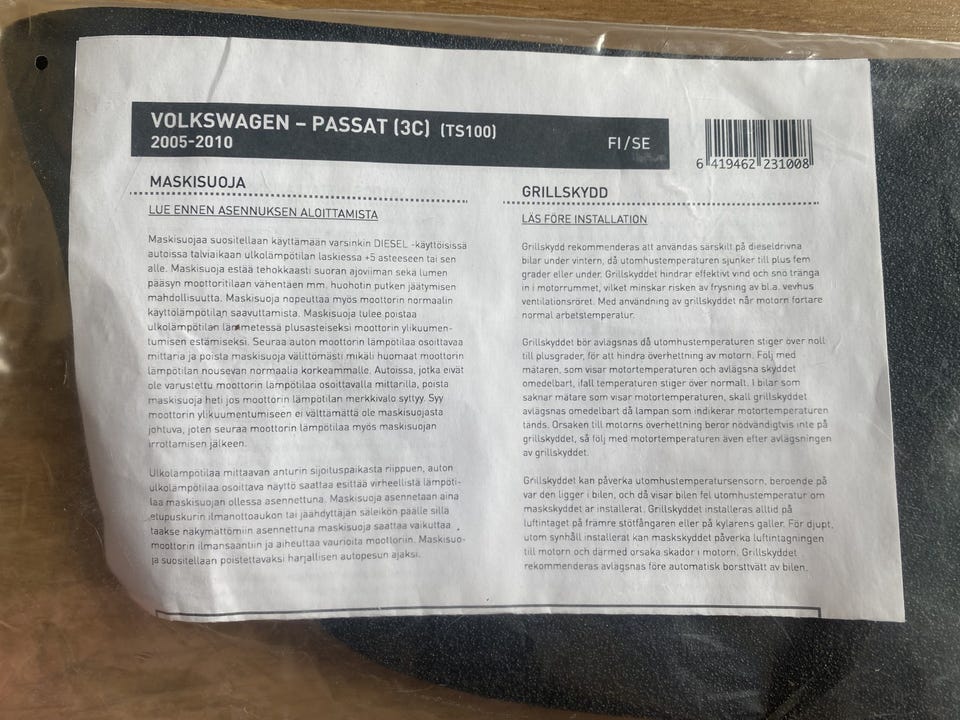 VOLKSWAGEN – PASSAT (3C) (TS100)
2005-2010
FI/SE
6 419462 231008
MASKISUOJA
LUE ENNEN ASENNUKSEN ALOITTAMISTA
Maskisuojaa suositellaan käyttämään varsinkin DIESEL -käyttöisissä
autoissa talviaikaan ulkolämpötilan laskiessa +5 asteeseen tai sen
alle. Maskisuoja estää tehokkaasti suoran ajoviiman sekä lumen
pääsyn moottoritilaan vähentäen mm. huohotin putken jäätymisen
mahdollisuutta. Maskisuoja nopeuttaa myös moottorin normaalin
käyttölämpötilan saavuttamista. Maskisuoja tulee poistaa
ulkolämpötilan lämmetessä plusasteiseksi moottorin ylikuumen-
tumisen estämiseksi. Seuraa auton moottorin lämpötilaa osoittavaa
mittaria ja poista maskisuoja välittömästi mikäli huomaat moottorin
lämpötilan nousevan normaalia korkeammalle. Autoissa, jotka eivät
ole varustettu moottorin lämpötilaa osoittavalla mittarilla, poista
maskisuoja heti jos moottorin lämpötilan merkkivalo syttyy. Syy
moottorin ylikuumentumiseen ei välttämättä ole maskisuojasta
johtuva, joten seuraa moottorin lämpötilaa myös maskisuojan
irrottamisen jälkeen.
Ulkolämpötilaa mittaavan anturin sijoituspaikasta riippuen, auton
ulkolämpötilaa osoittava näyttö saattaa esittää virheellistä lämpöti-
laa maskisuojan ollessa asennettuna. Maskisuoja asennetaan aina
etupuskurin ilmanottoaukon tai jäähdyttäjän säleikön päälle sillä
taakse näkymättömiin asennettuna maskisuoja saattaa vaikuttaa
moottorin ilmansaantiin ja aiheuttaa vaurioita moottoriin. Maskisuo-
ja suositellaan poistettavaksi harjallisen autopesun ajaksi.
GRILLSKYDD
LÄS FÖRE INSTALLATION
Grillskydd rekommenderas att användas särskilt på dieseldrivna
bilar under vintern, då utomhustemperaturen sjunker till plus fem
grader eller under. Grillskyddet hindrar effektivt vind och snö tränga
in i motorrummet, vilket minskar risken av frysning av bl.a. vevhus
ventilationsröret. Med användning av grillskyddet når motorn fortare
normal arbetstemperatur.
Grillskyddet bör avlägsnas då utomhustemperaturen stiger över noll
till plusgrader, för att hindra överhettning av motorn. Följ med
mätaren, som visar motortemperaturen och avlägsna skyddet
omedelbart, ifall temperaturen stiger över normalt. I bilar som
saknar mätare som visar motortemperaturen, skall grillskyddet
avlägsnas omedelbart då lampan som indikerar motortemperaturen
tänds. Orsaken till motorns överhettning beror nödvändigtvis inte på
grillskyddet, så följ med motortemperaturen även efter avlägsningen
av grillskyddet.
Grillskyddet kan påverka utomhustemperatursensorn, beroende på
var den ligger i bilen, och då visar bilen fel utomhustemperatur om
maskskyddet är installerat. Grillskyddet installeras alltid på
luftintaget på främre stötfångaren eller på kylarens galler. För djupt,
utom synhåll installerat kan maskskyddet påverka luftintagningen
till motorn och därmed orsaka skador i motorn. Grillskyddet
rekommenderas avlägsnas före automatisk borsttvätt av bilen.